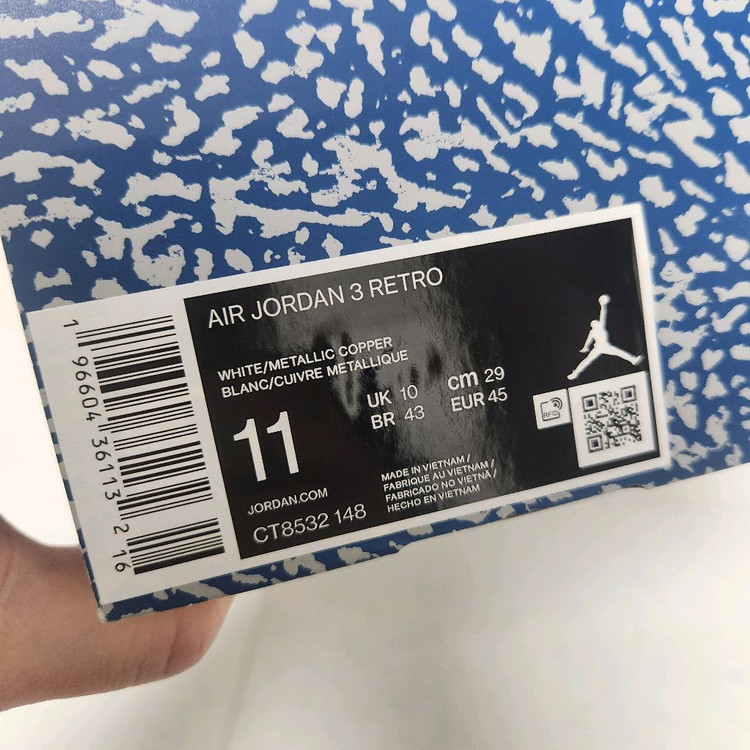 AIR JORDAN 3 RETRO
WHITE/METALLIC COPPER
BLANC/CUIVRE METALLIQUE
11
UK 10
BR 43
cm 29
EUR 45
JORDAN.COM
CT8532 148
MADE IN VIETNAM /
FABRIQUE AU VIETNAM /
FABRICADO NO VIETNÃ /
HECHO EN VIETNAM
RFID
1 96604 36113 2 16